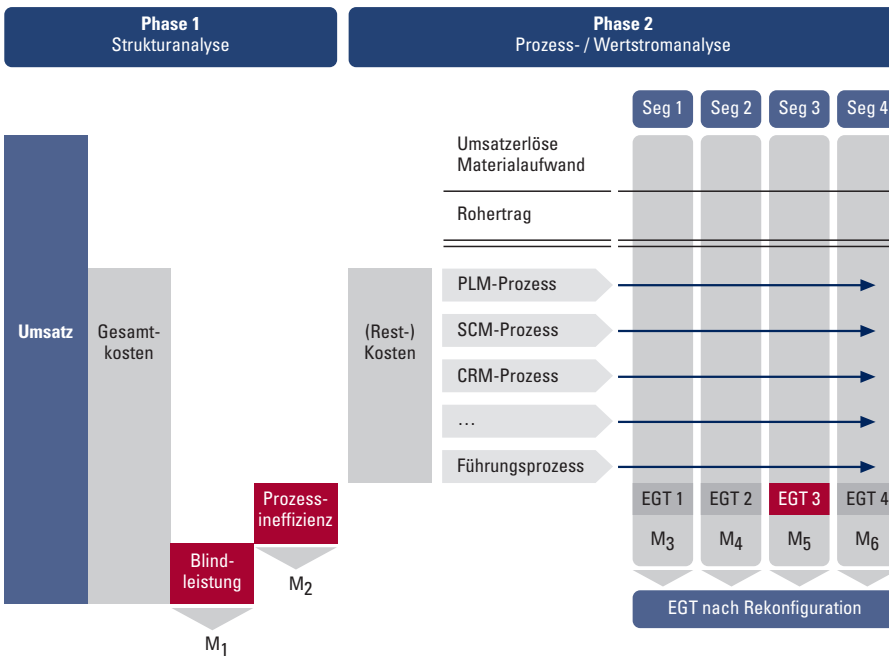 Phase 1
Strukturanalyse
Phase 2
Prozess- / Wertstromanalyse
Seg 1
Seg 2
Seg 3
Seg 4
Umsatzerlöse
Materialaufwand
Rohertrag
Umsatz
Gesamt-
kosten
(Rest-)
Kosten
PLM-Prozess
SCM-Prozess
CRM-Prozess
...
Führungsprozess
Prozess-
ineffizienz
Blind-
leistung
M1
M2
EGT 1
EGT 2
EGT 3
EGT 4
M3
M4
M5
M6
EGT nach Rekonfiguration